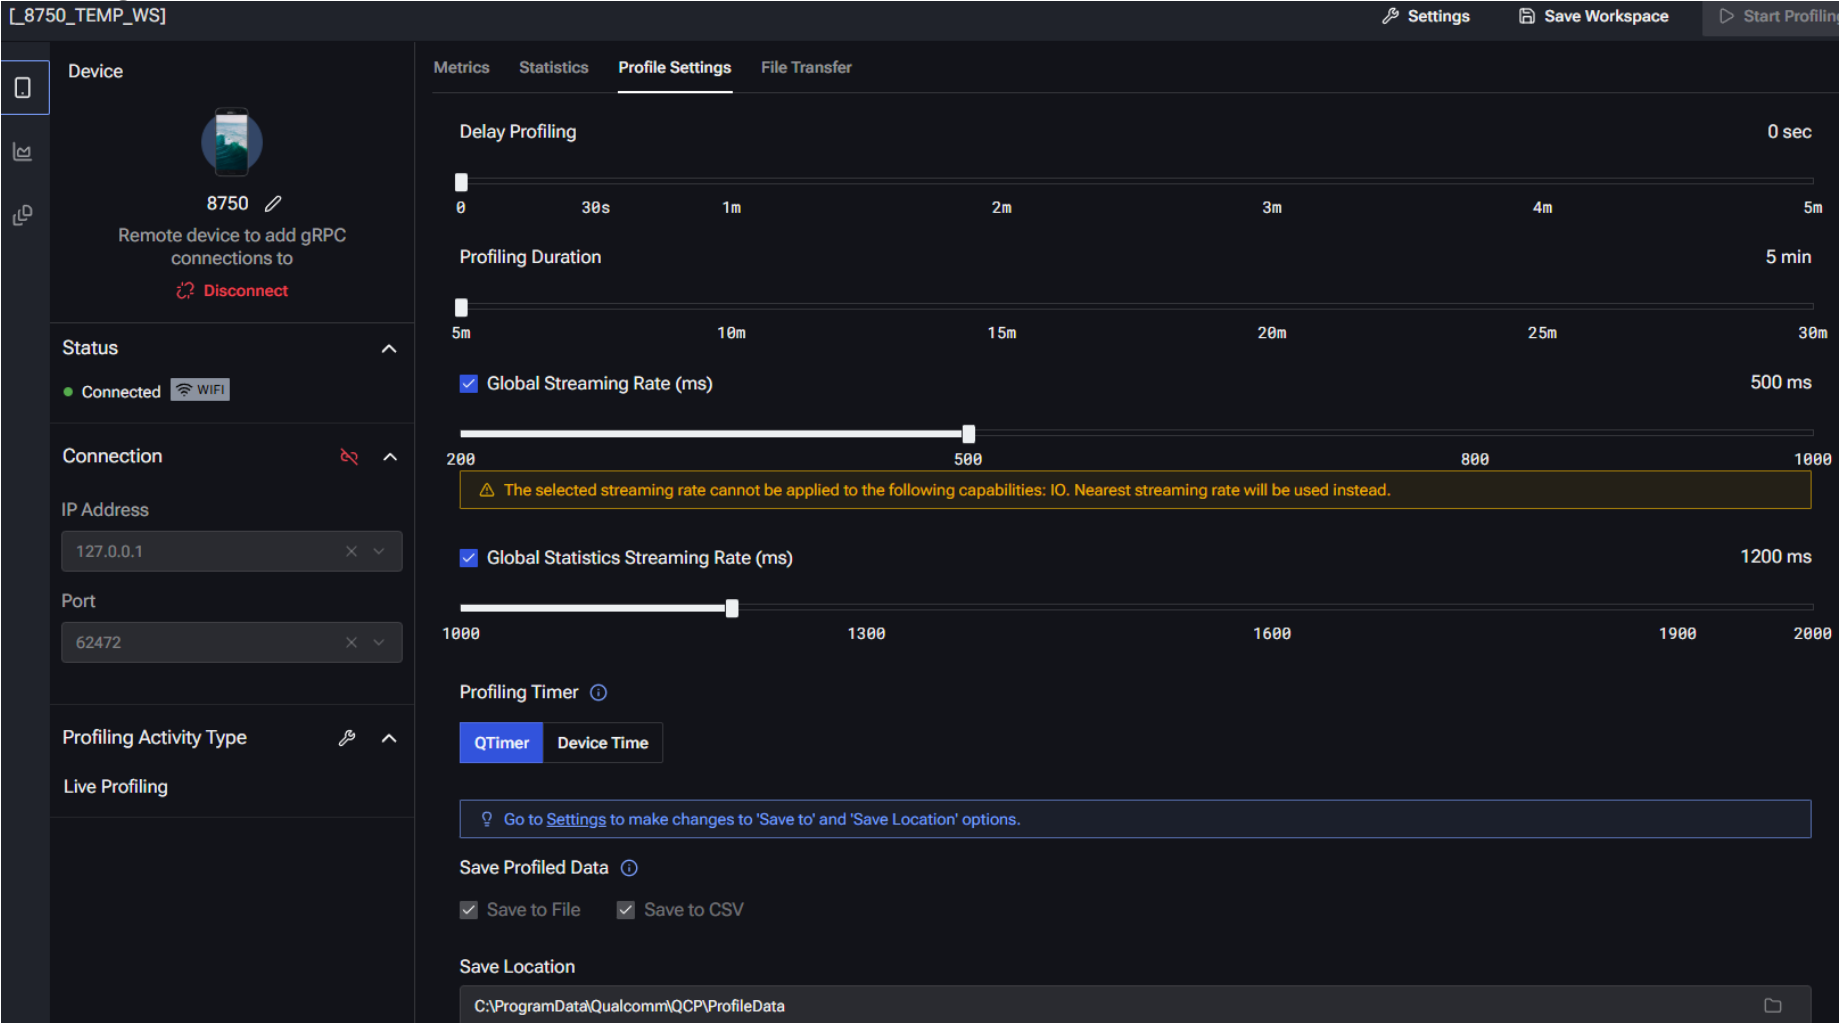 [_8750_TEMP_WS]
Settings
Save Workspace
Start Profiling
Device
8750
Remote device to add gRPC
connections to
Disconnect
Status
Connected
WIFI
Connection
IP Address
127.0.0.1
Port
62472
Profiling Activity Type
Live Profiling
Metrics
Statistics
Profile Settings
File Transfer
Delay Profiling
0 sec
0 30s 1m 2m 3m 4m 5m
Profiling Duration
5 min
5m 10m 15m 20m 25m 30m
Global Streaming Rate (ms)
500 ms
200 500 800 1000
The selected streaming rate cannot be applied to the following capabilities: IO. Nearest streaming rate will be used instead.
Global Statistics Streaming Rate (ms)
1200 ms
1000 1300 1600 1900 2000
Profiling Timer
QTimer
Device Time
Go to Settings to make changes to 'Save to' and 'Save Location' options.
Save Profiled Data
Save to File
Save to CSV
Save Location
C:\ProgramData\Qualcomm\QCP\ProfileData